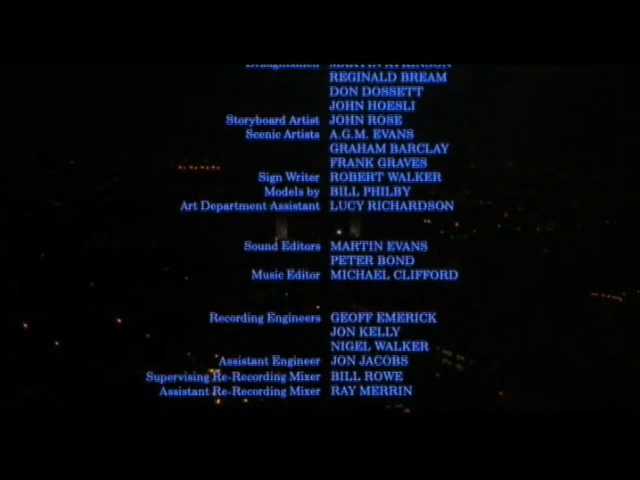 Draughtsmen MARTIN ATKINSON
REGINALD BREAM
DON DOSSETT
JOHN HOESLI
Storyboard Artist JOHN ROSE
Scenic Artists A.G.M. EVANS
GRAHAM BARCLAY
FRANK GRAVES
Sign Writer ROBERT WALKER
Models by BILL PHILBY
Art Department Assistant LUCY RICHARDSON
Sound Editors MARTIN EVANS
PETER BOND
Music Editor MICHAEL CLIFFORD
Recording Engineers GEOFF EMERICK
JON KELLY
NIGEL WALKER
Assistant Engineer JON JACOBS
Supervising Re-Recording Mixer BILL ROWE
Assistant Re-Recording Mixer RAY MERRIN